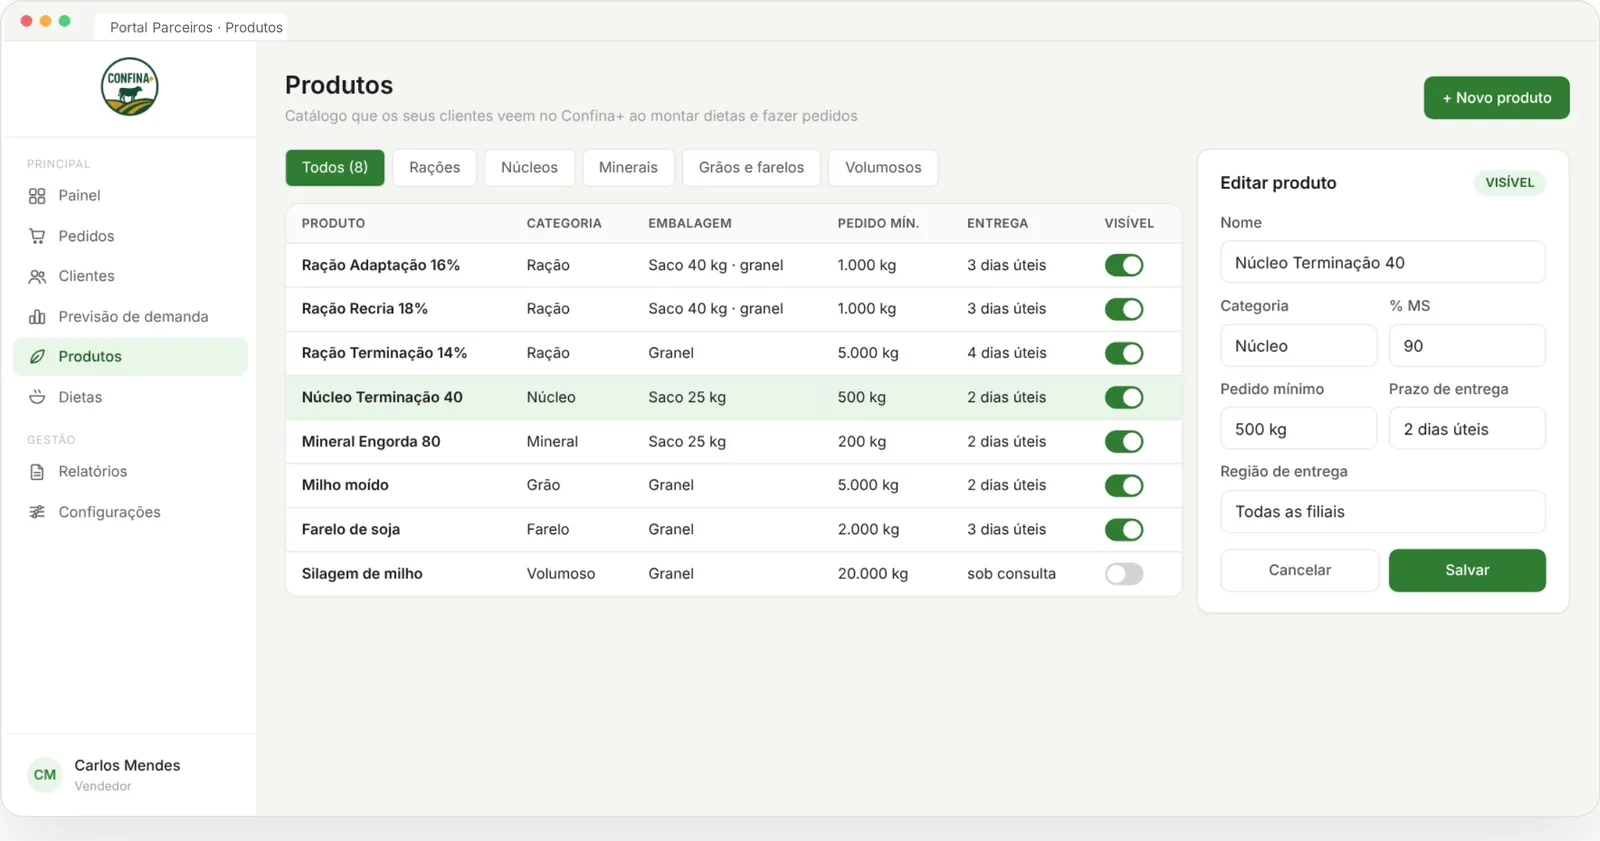 Portal Parceiros · Produtos
CONFINA+
PRINCIPAL
Painel
Pedidos
Clientes
Previsão de demanda
Produtos
Dietas
GESTÃO
Relatórios
Configurações
CM
Carlos Mendes
Vendedor
Produtos
Catálogo que os seus clientes veem no Confina+ ao montar dietas e fazer pedidos
+ Novo produto
Todos (8) Rações Núcleos Minerais Grãos e farelos Volumosos
PRODUTO CATEGORIA EMBALAGEM PEDIDO MÍN. ENTREGA VISÍVEL
Ração Adaptação 16% Ração Saco 40 kg · granel 1.000 kg 3 dias úteis
Ração Recria 18% Ração Saco 40 kg · granel 1.000 kg 3 dias úteis
Ração Terminação 14% Ração Granel 5.000 kg 4 dias úteis
Núcleo Terminação 40 Núcleo Saco 25 kg 500 kg 2 dias úteis
Mineral Engorda 80 Mineral Saco 25 kg 200 kg 2 dias úteis
Milho moído Grão Granel 5.000 kg 2 dias úteis
Farelo de soja Farelo Granel 2.000 kg 3 dias úteis
Silagem de milho Volumoso Granel 20.000 kg sob consulta
Editar produto VISÍVEL
Nome
Núcleo Terminação 40
Categoria % MS
Núcleo 90
Pedido mínimo Prazo de entrega
500 kg 2 dias úteis
Região de entrega
Todas as filiais
Cancelar Salvar